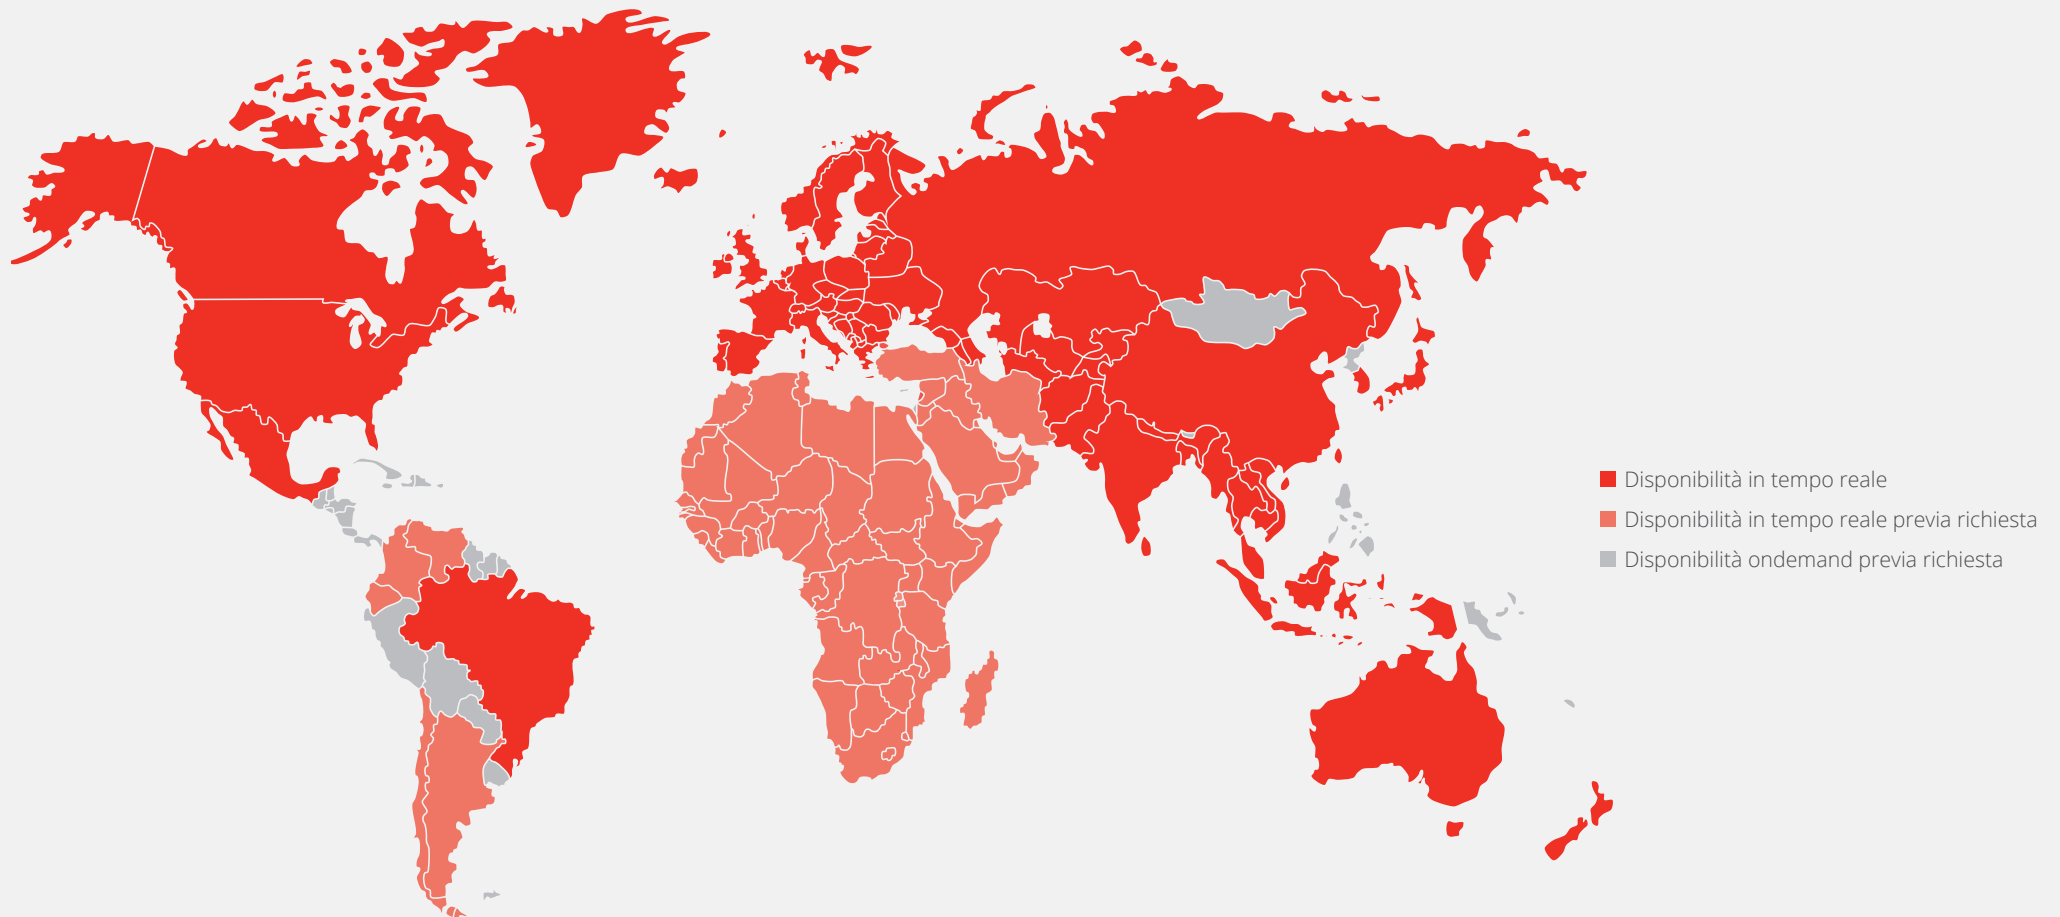 Disponibilità in tempo reale
Disponibilità in tempo reale previa richiesta
Disponibilità ondemand previa richiesta